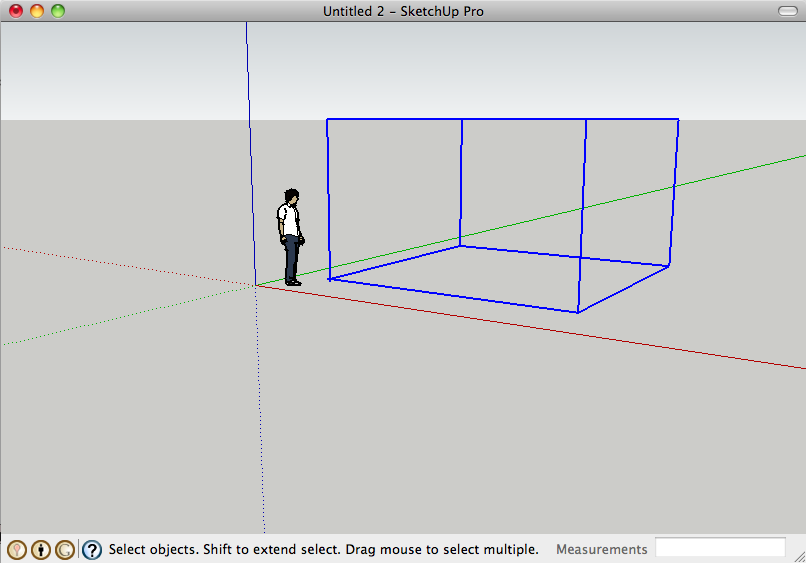 Untitled 2 – SketchUp Pro
G ? Select objects. Shift to extend select. Drag mouse to select multiple. Measurements